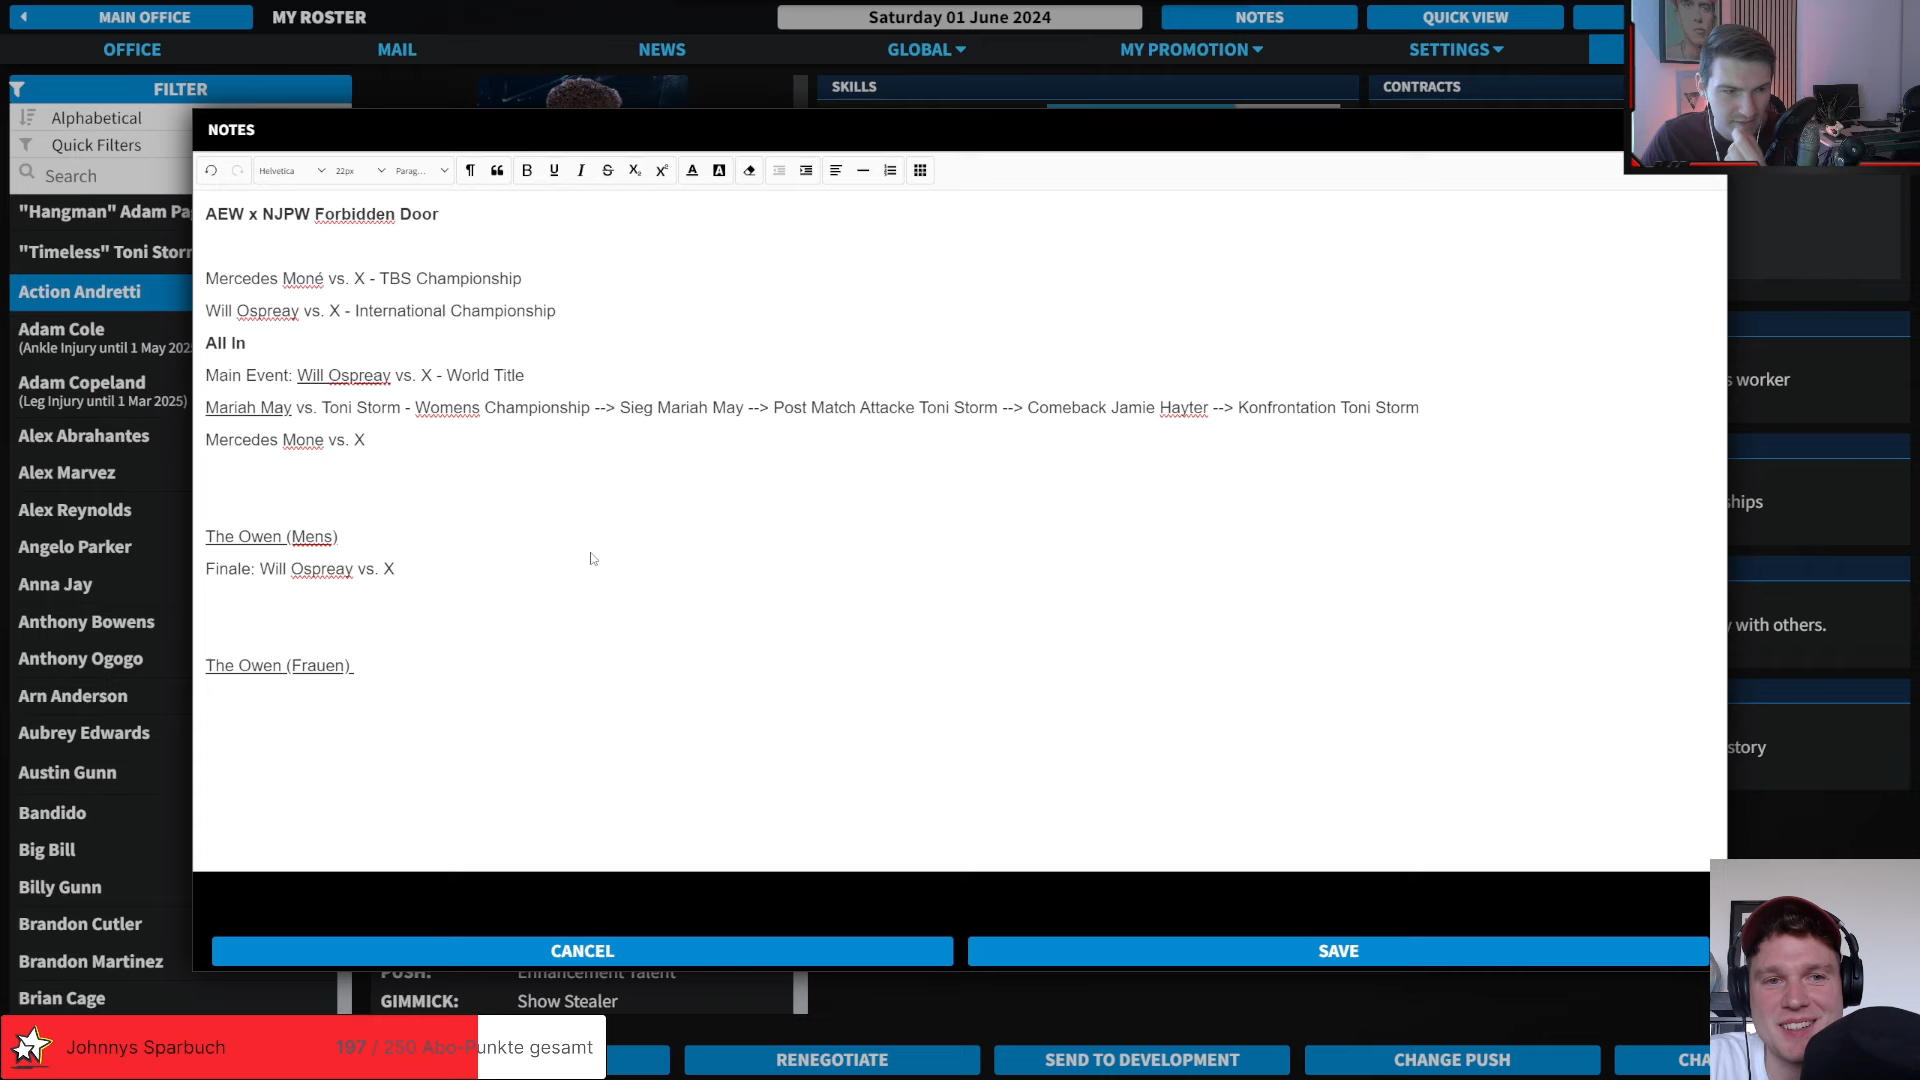 MAIN OFFICE
MY ROSTER
Saturday 01 June 2024
NOTES
QUICK VIEW
OFFICE
MAIL
NEWS
GLOBAL
MY PROMOTION
SETTINGS
FILTER
SKILLS
CONTRACTS
Alphabetical
Quick Filters
Search
"Hangman" Adam Pa
"Timeless" Toni Storr
Action Andretti
Adam Cole
(Ankle Injury until 1 May 202
Adam Copeland
(Leg Injury until 1 Mar 2025)
Alex Abrahantes
Alex Marvez
Alex Reynolds
Angelo Parker
Anna Jay
Anthony Bowens
Anthony Ogogo
Arn Anderson
Aubrey Edwards
Austin Gunn
Bandido
Big Bill
Billy Gunn
Brandon Cutler
Brandon Martinez
Brian Cage
NOTES
Helvetica
22px
Parag...
AEW x NJPW Forbidden Door
Mercedes Moné vs. X - TBS Championship
Will Ospreay vs. X - International Championship
All In
Main Event: Will Ospreay vs. X - World Title
Mariah May vs. Toni Storm - Womens Championship --> Sieg Mariah May --> Post Match Attacke Toni Storm --> Comeback Jamie Hayter --> Konfrontation Toni Storm
Mercedes Mone vs. X
The Owen (Mens)
Finale: Will Ospreay vs. X
The Owen (Frauen)
s worker
ships
y with others.
story
CANCEL
SAVE
PUSH:
Enhancement Talent
GIMMICK:
Show Stealer
Johnnys Sparbuch
197 / 250 Abo-Punkte gesamt
RENEGOTIATE
SEND TO DEVELOPMENT
CHANGE PUSH
CHA